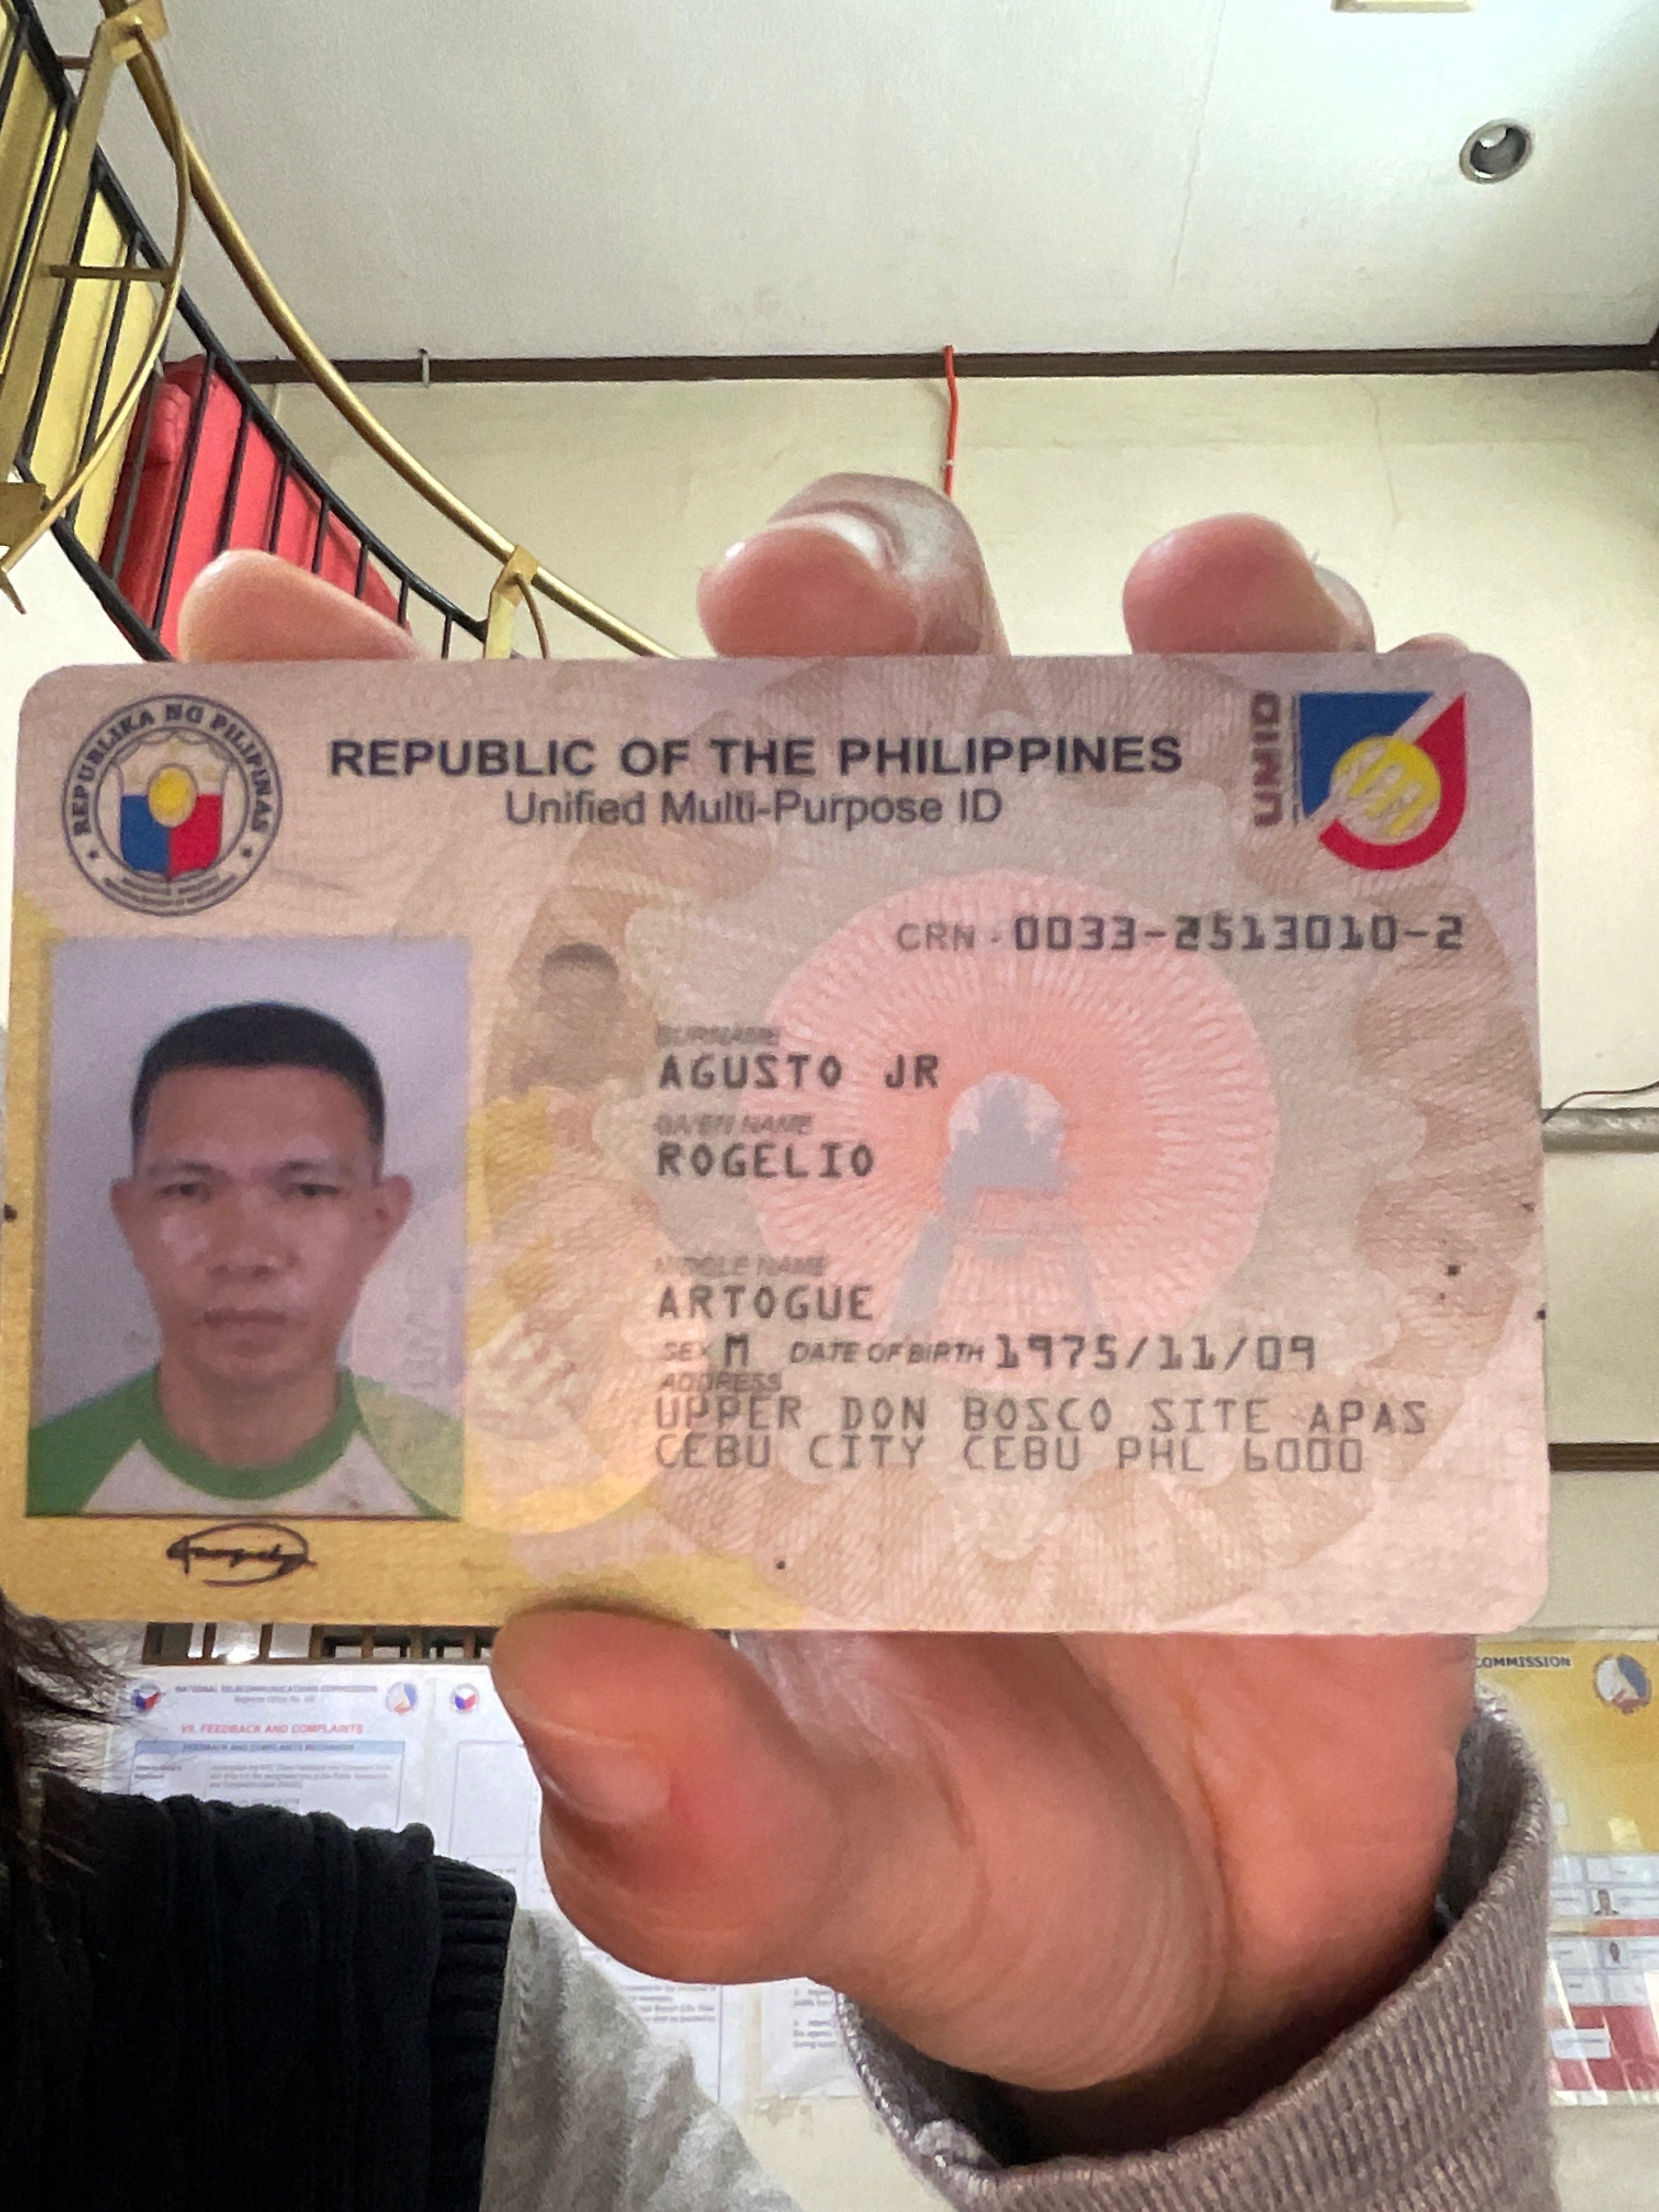 REPUBLIKA NG PILIPINAS
REPUBLIC OF THE PHILIPPINES
Unified Multi-Purpose ID
UMID
CRN - 0033-2513010-2
SURNAME
AGUSTO JR
GIVEN NAME
ROGELIO
MIDDLE NAME
ARTOGUE
SEX M DATE OF BIRTH 1975/11/09
ADDRESS
UPPER DON BOSCO SITE APAS
CEBU CITY CEBU PHL 6000
NATIONAL TELECOMMUNICATIONS COMMISSION
VII. FEEDBACK AND COMPLAINTS
FEEDBACK AND COMPLAINTS MECHANISM
COMMISSION